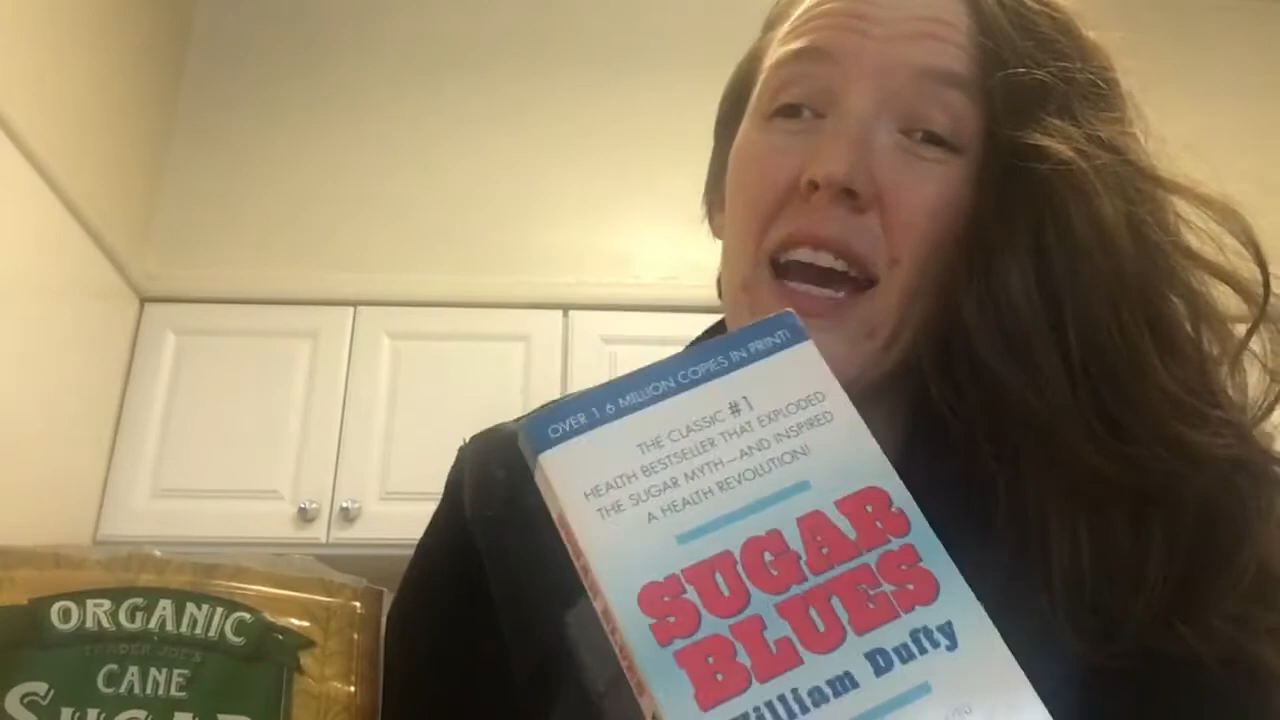 OVER 1.6 MILLION COPIES IN PRINT!
THE CLASSIC #1
HEALTH BESTSELLER THAT EXPLODED
THE SUGAR MYTH—AND INSPIRED
A HEALTH REVOLUTION!
SUGAR
BLUES
William Dufty
ORGANIC
TRADER JOE'S
CANE
SUGAR